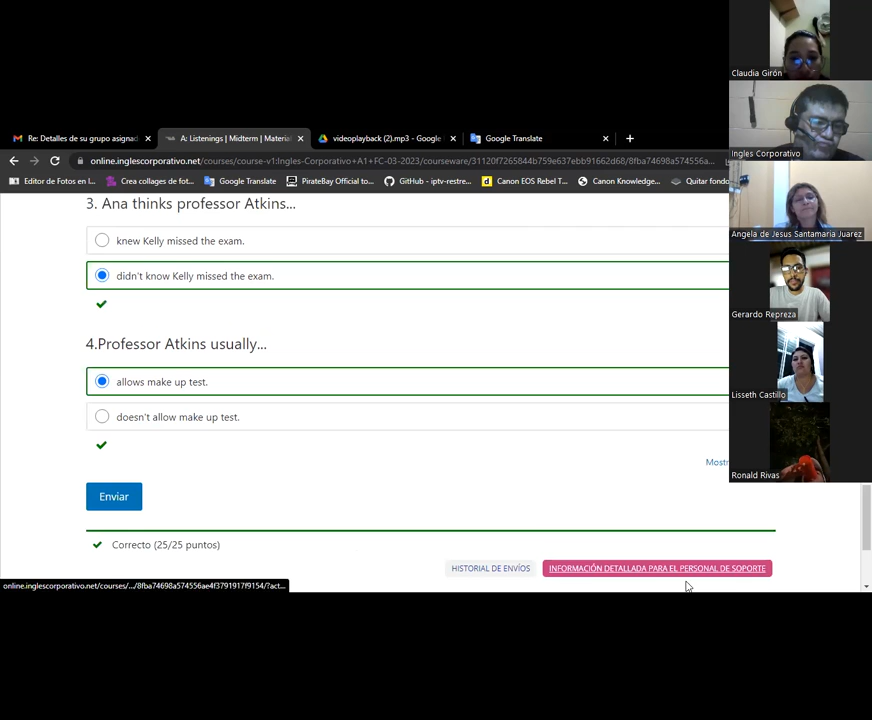 Re: Detalles de su grupo asignad
A: Listenings | Midterm | Materia
videoplayback (2).mp3 - Google
Google Translate
online.inglescorporativo.net/courses/course-v1:Ingles-Corporativo+A1+FC-03-2023/courseware/31120f7265844b759e637ebb91662d68/8fba74698a574556a...
Editor de Fotos en l...
Crea collages de fot...
Google Translate
PirateBay Official to...
GitHub - iptv-restre...
Canon EOS Rebel T...
Canon Knowledge...
Quitar fondo
3. Ana thinks professor Atkins...
knew Kelly missed the exam.
didn't know Kelly missed the exam.
4.Professor Atkins usually...
allows make up test.
doesn't allow make up test.
Mostr
Enviar
Correcto (25/25 puntos)
HISTORIAL DE ENVÍOS
INFORMACIÓN DETALLADA PARA EL PERSONAL DE SOPORTE
online.inglescorporativo.net/courses/.../8fba74698a574556ae4f3791917f9154/?act...
Claudia Girón
Ingles Corporativo
Angela de Jesus Santamaria Juarez
Gerardo Repreza
Lisseth Castillo
Ronald Rivas